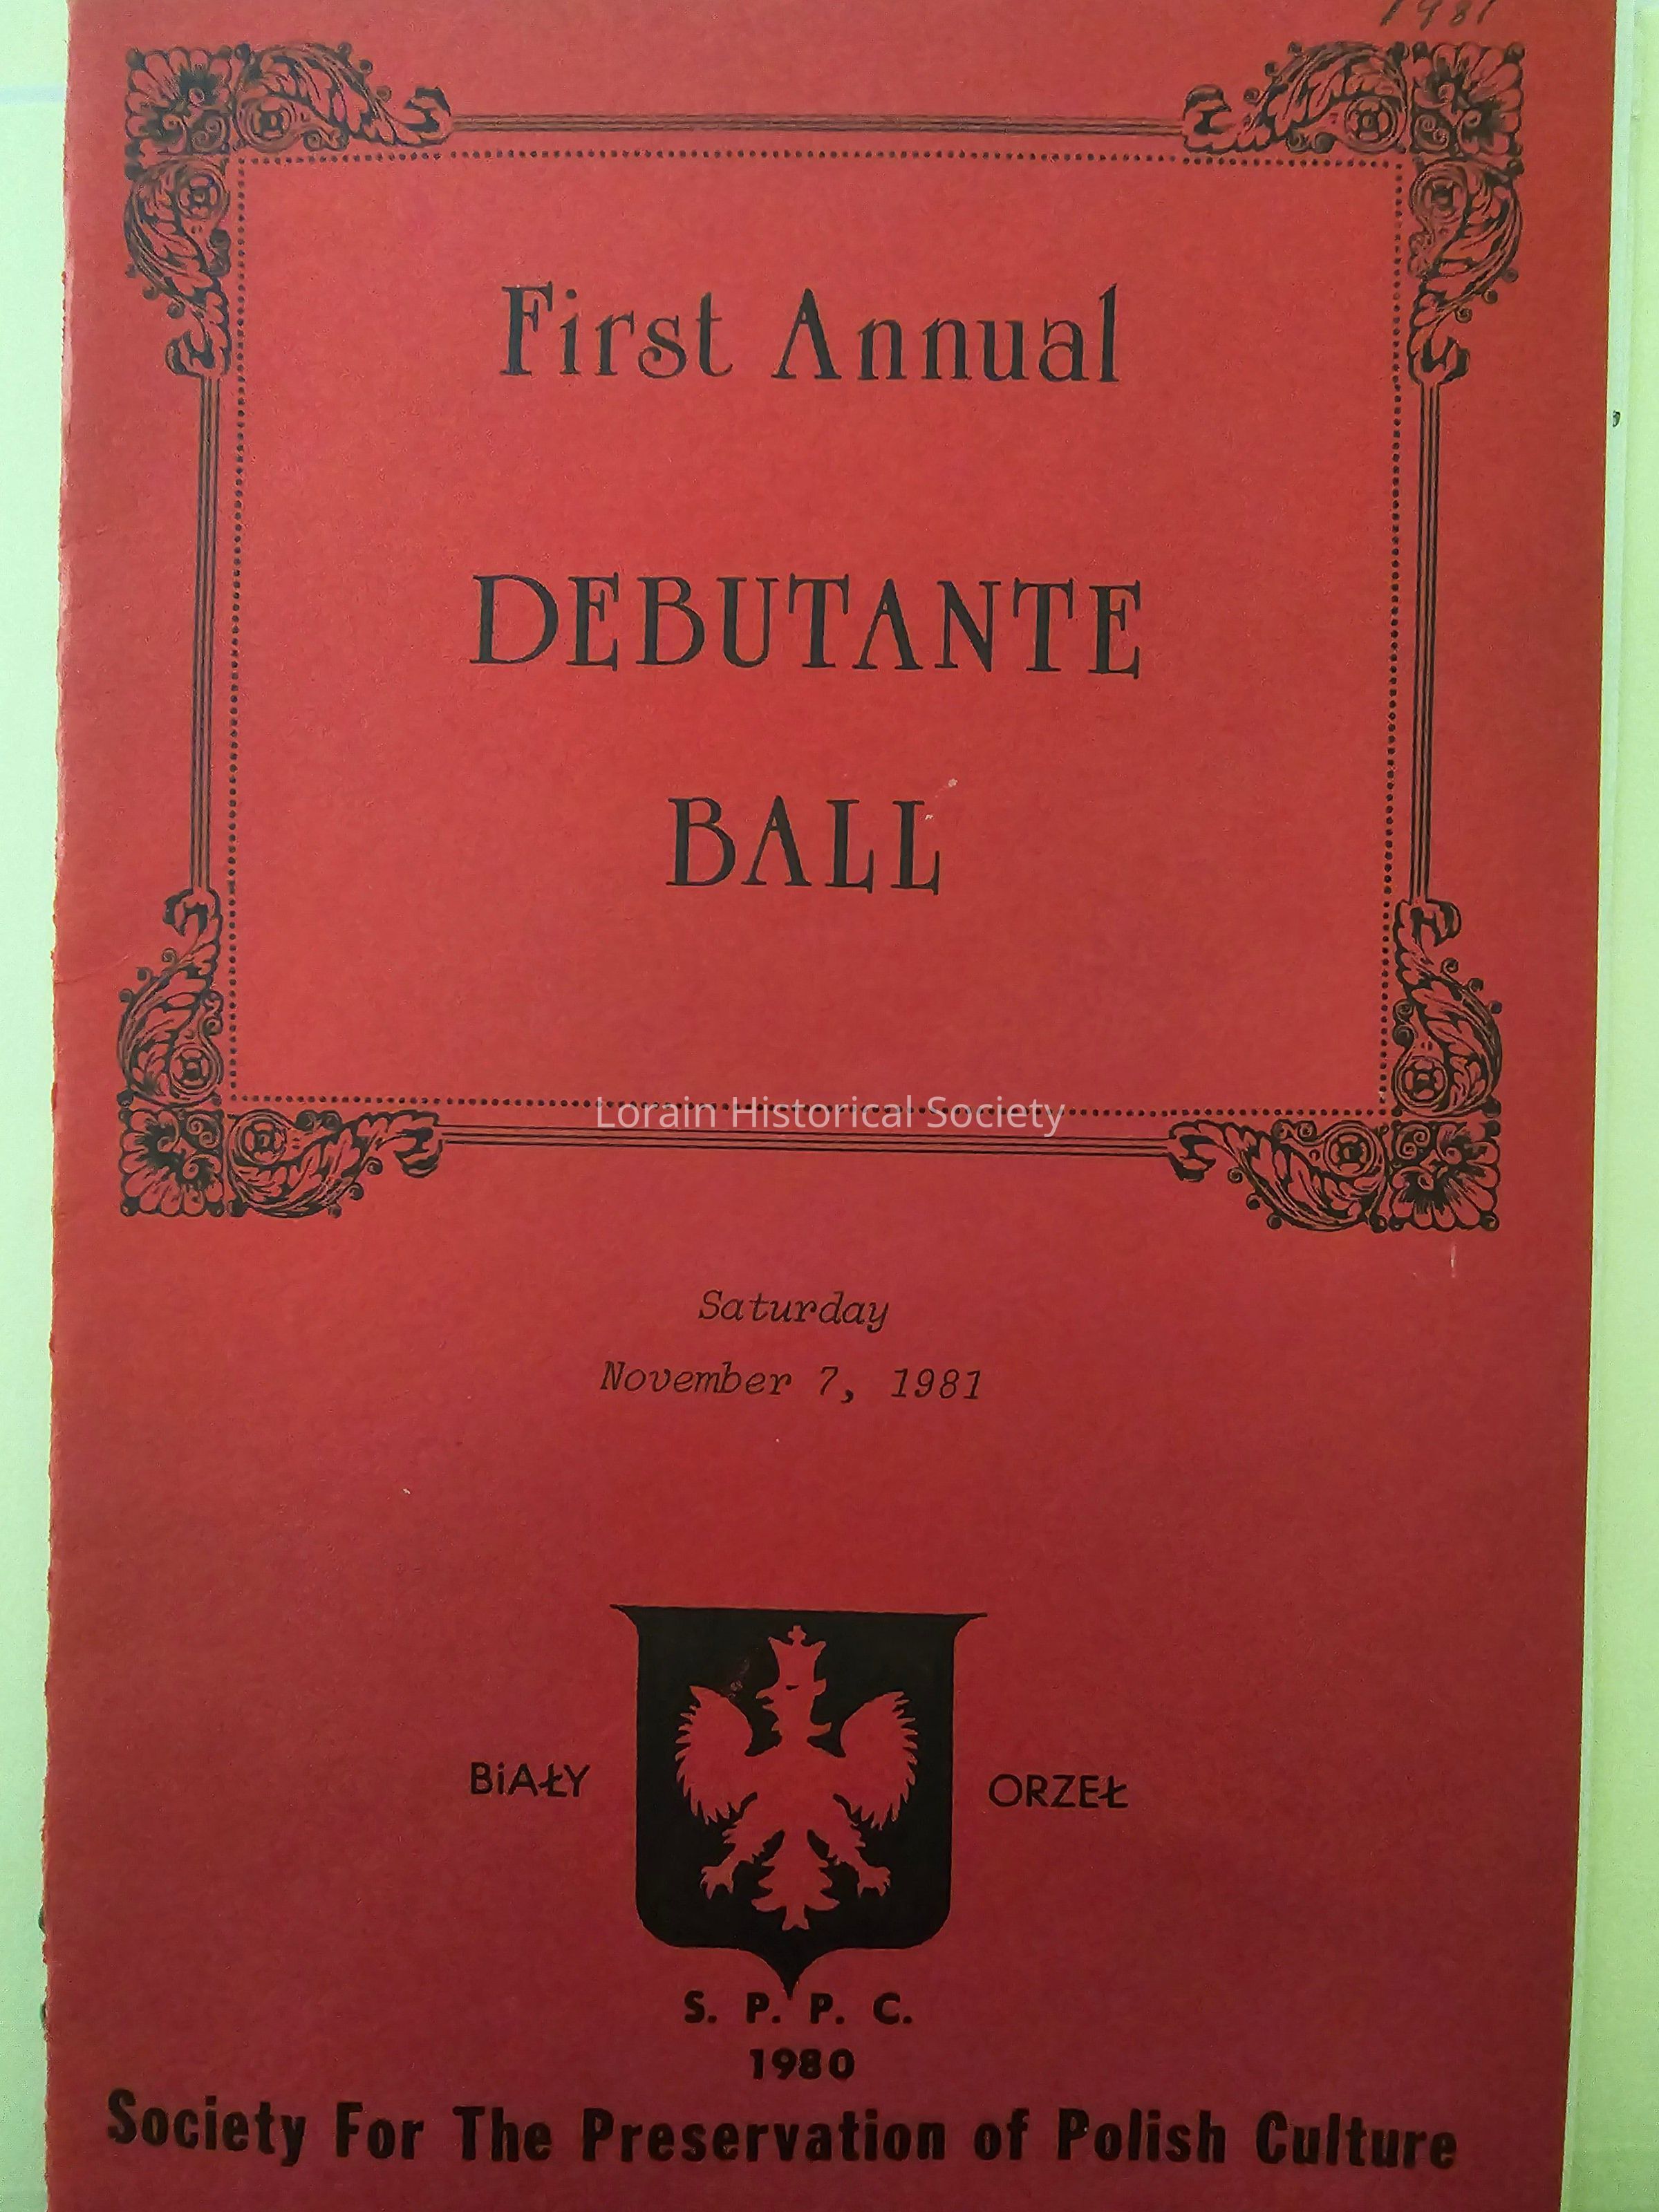 1981
First Annual
DEBUTANTE
BALL
Lorain Historical Society
Saturday
November 7, 1981
BiAŁY ORZEŁ
S. P. P. C.
1980
Society For The Preservation of Polish Culture